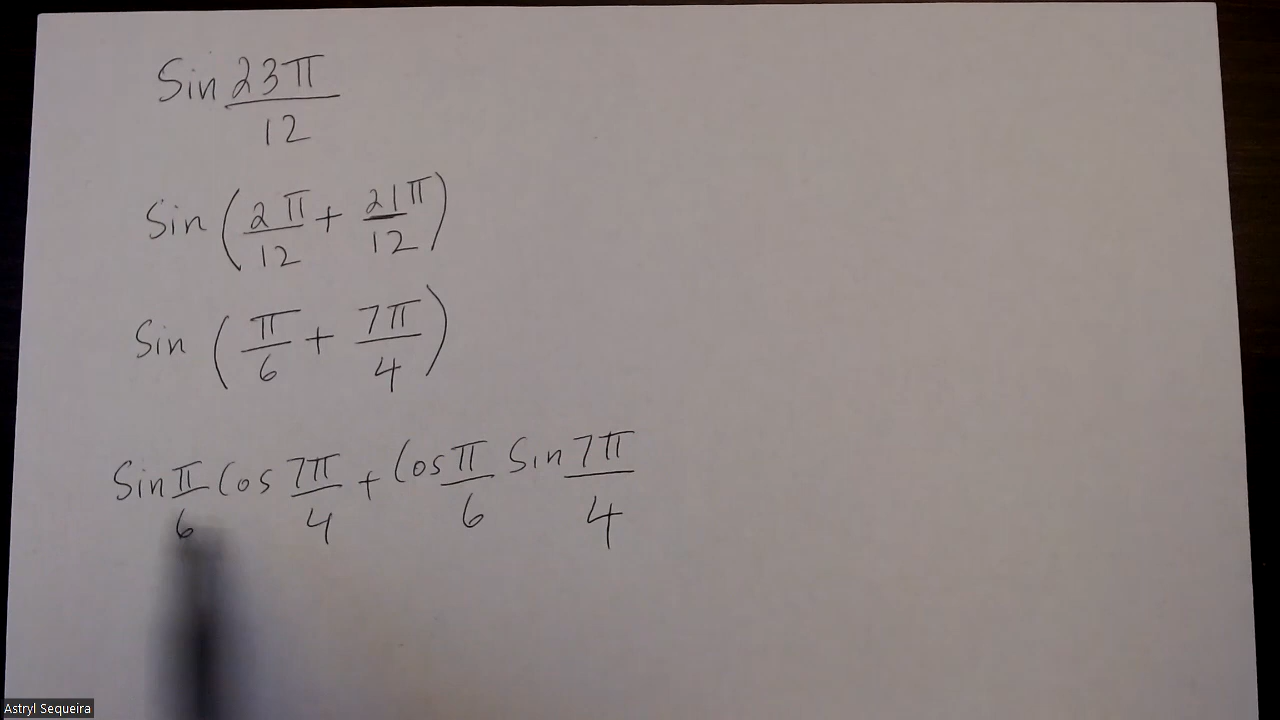 Sin 23π/12
Sin (2π/12 + 21π/12)
Sin (π/6 + 7π/4)
Sin π/6 Cos 7π/4 + Cos π/6 Sin 7π/4
Astryl Sequeira